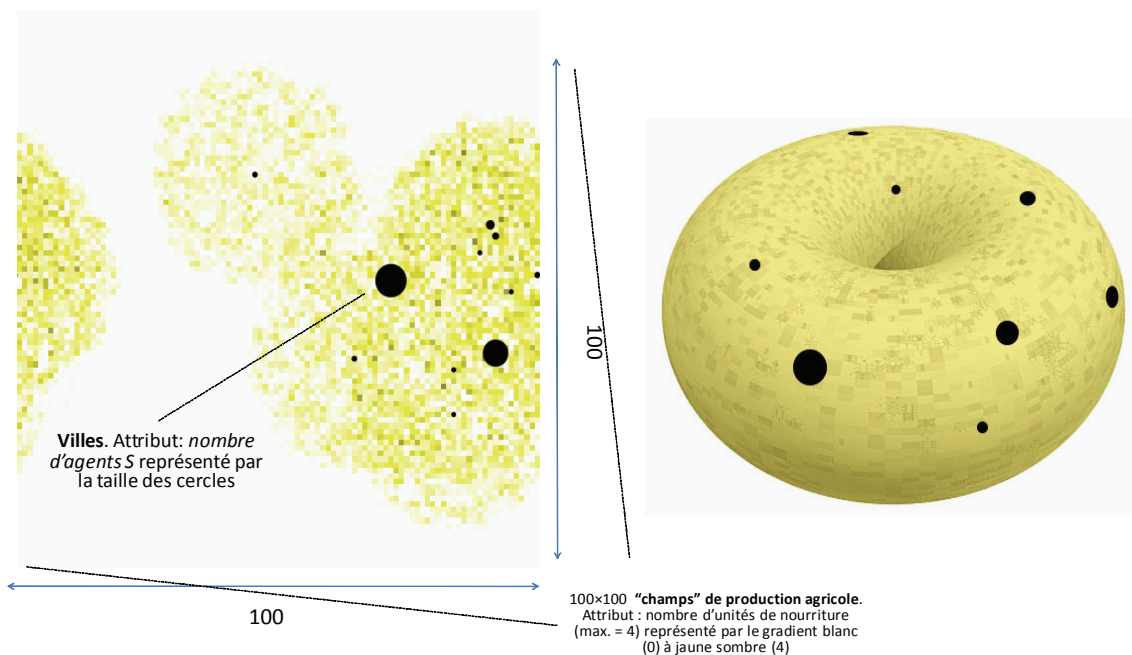 Villes. Attribut: nombre
d'agents S représenté par
la taille des cercles
100
100
100×100 “champs” de production agricole.
Attribut : nombre d'unités de nourriture
(max. = 4) représenté par le gradient blanc
(0) à jaune sombre (4)